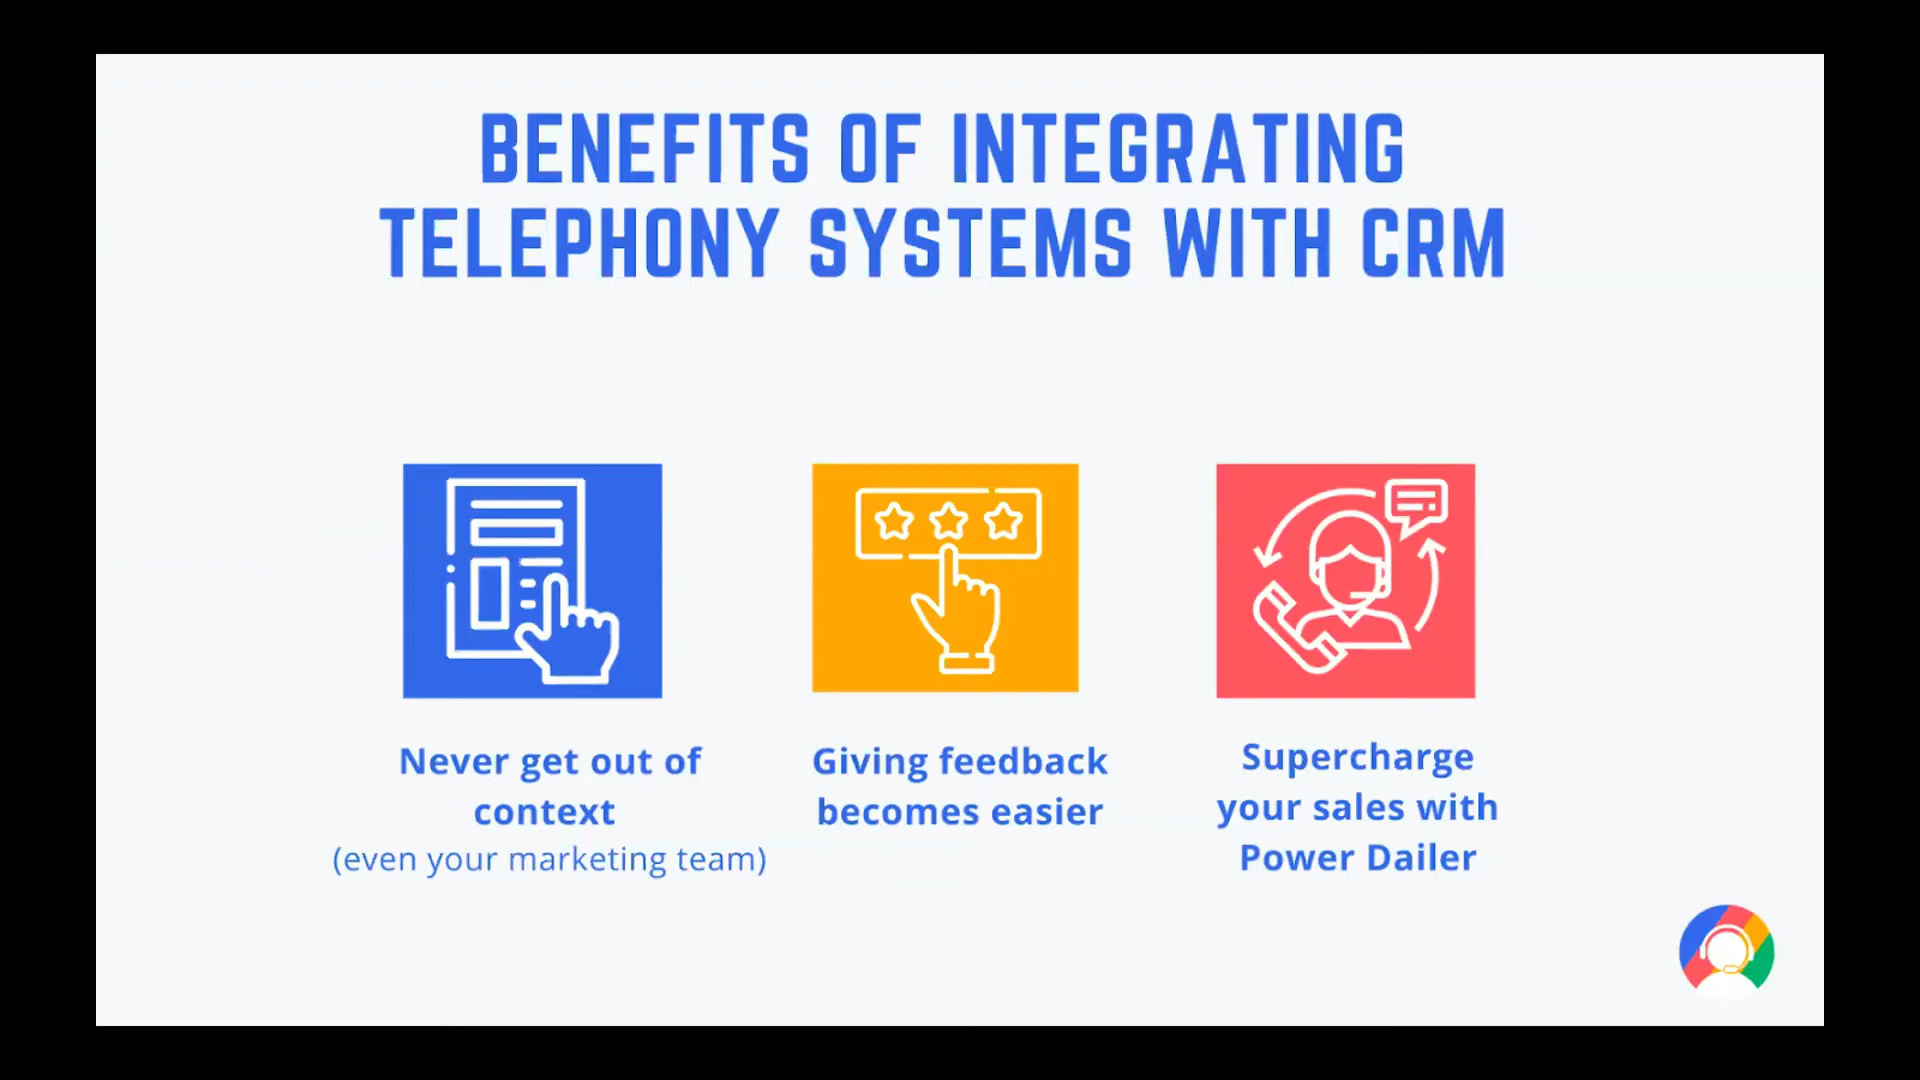 BENEFITS OF INTEGRATING
TELEPHONY SYSTEMS WITH CRM
Never get out of
context
(even your marketing team)
Giving feedback
becomes easier
Supercharge
your sales with
Power Dailer